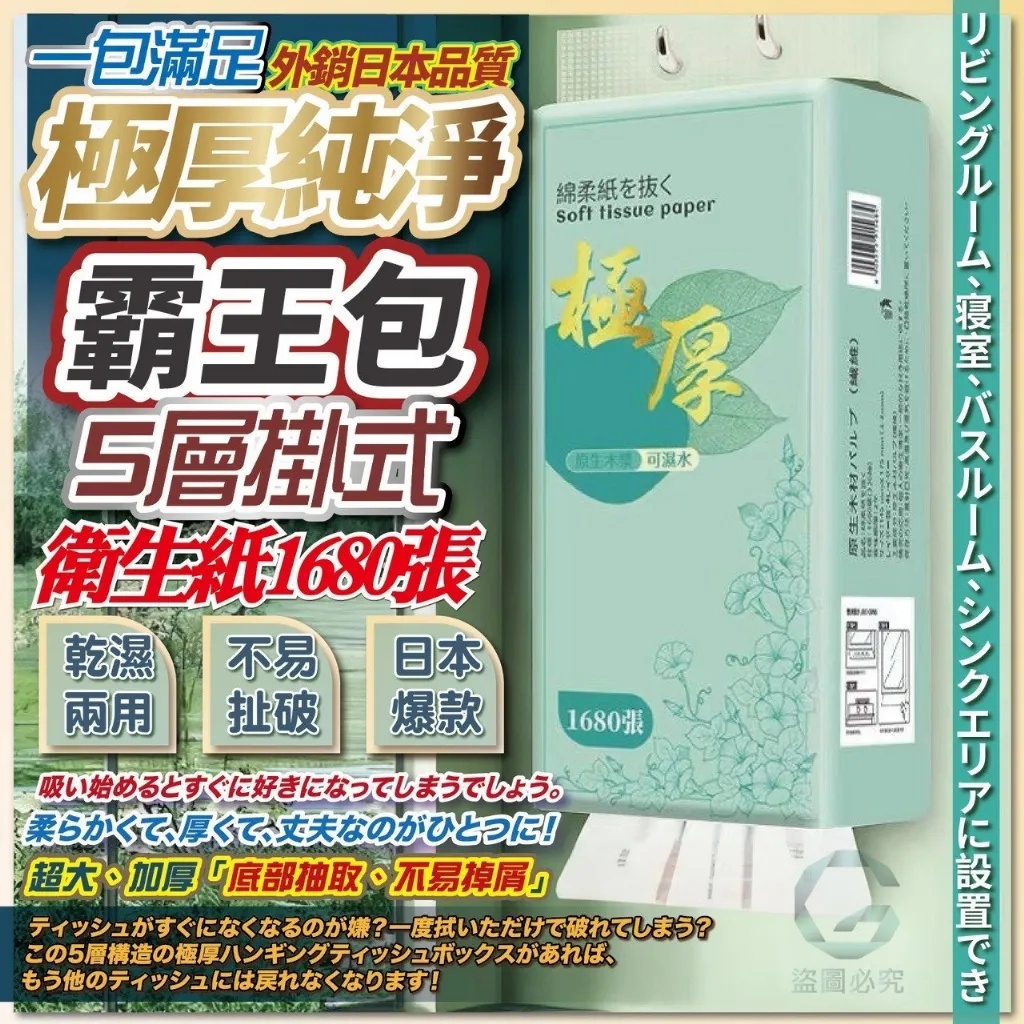 一包滿足
外銷日本品質
極厚純淨
霸王包
5層掛式
衛生紙1680張
乾濕
兩用
不易
扯破
日本
爆款
吸い始めるとすぐに好きになってしまうでしょう。
柔らかくて、厚くて、丈夫なのがひとつに!
超大、加厚「底部抽取、不易掉屑」
ティッシュがすぐになくなるのが嫌?一度拭いただけで破れてしまう?
この5層構造の極厚ハンギングティッシュボックスがあれば、
もう他のティッシュには戻れなくなります!
綿柔紙を抜く
Soft tissue paper
極厚
原生木漿
可濕水
1680張
原生木材パルプ(繊維)
リビングルーム、寝室、バスルーム、シンクエリアに設置でき
盜圖必究